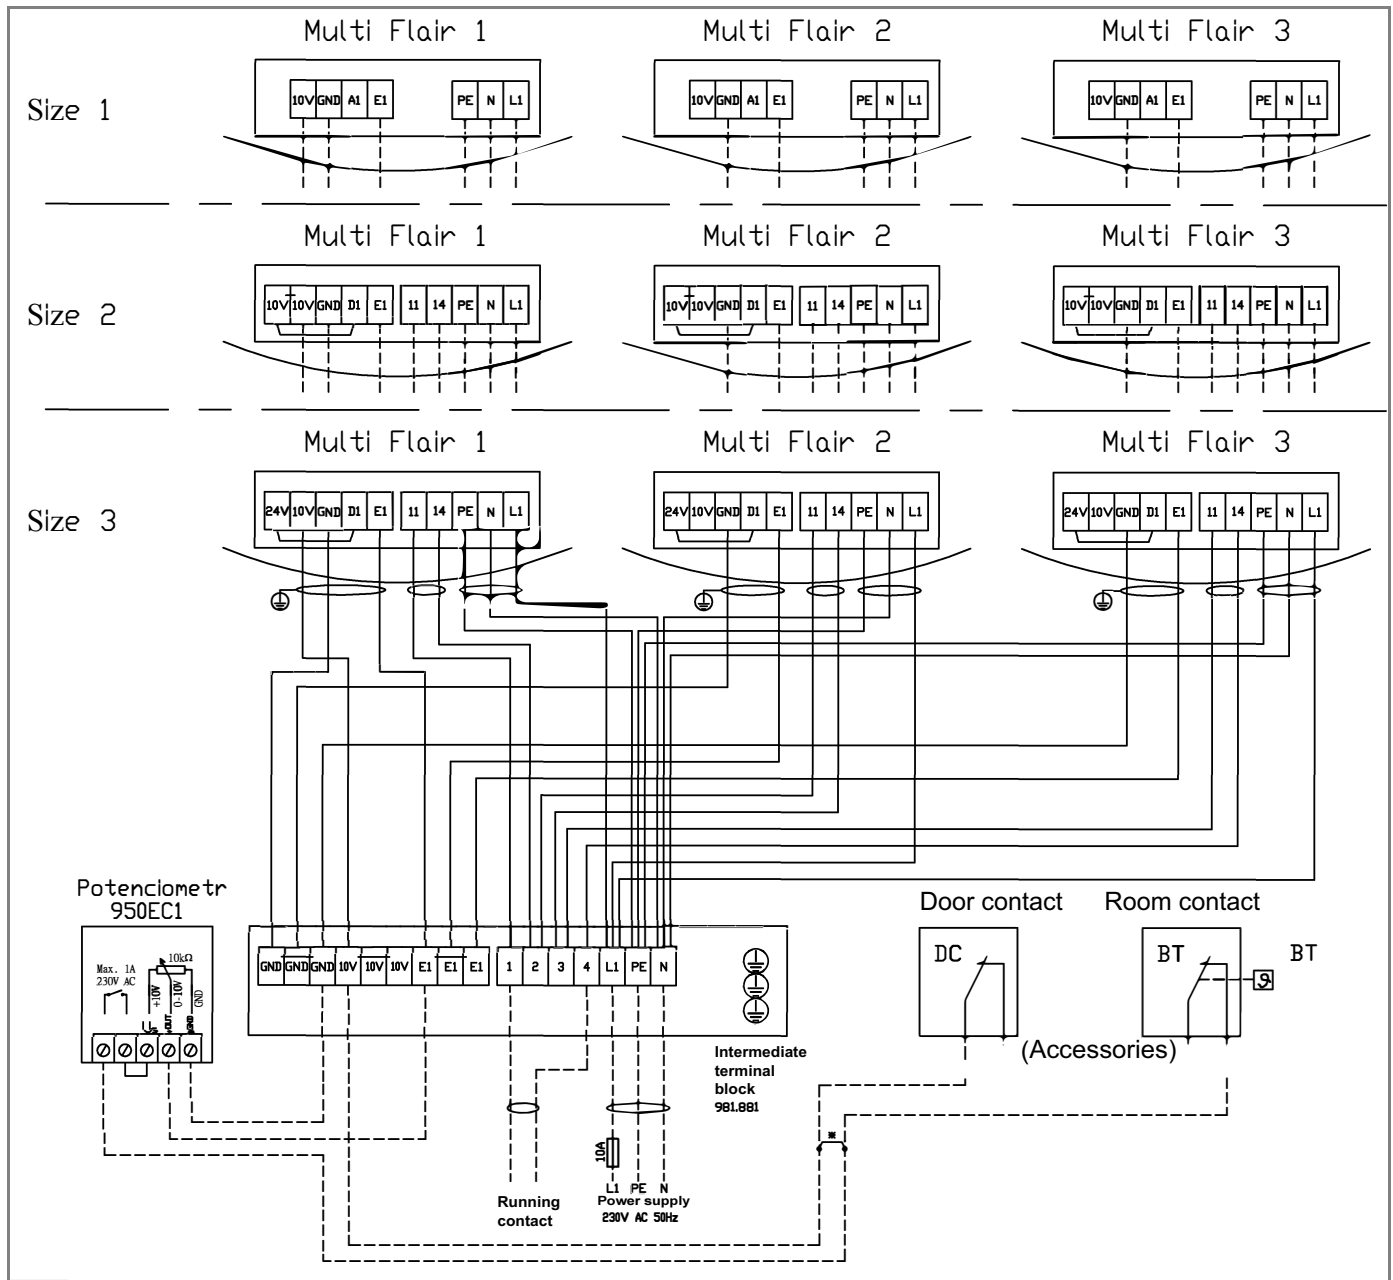 Multi Flair 1 Multi Flair 2 Multi Flair 3
Size 1
10V GND A1 E1 PE N L1 10V GND A1 E1 PE N L1 10V GND A1 E1 PE N L1
Multi Flair 1 Multi Flair 2 Multi Flair 3
Size 2
10V 10V GND D1 E1 11 14 PE N L1 10V 10V GND D1 E1 11 14 PE N L1 10V 10V GND D1 E1 11 14 PE N L1
Multi Flair 1 Multi Flair 2 Multi Flair 3
Size 3
24V 10V GND D1 E1 11 14 PE N L1 24V 10V GND D1 E1 11 14 PE N L1 24V 10V GND D1 E1 11 14 PE N L1
Potenciometr
950EC1
Door contact Room contact
Max. 1A
230V AC
10kΩ
+10V
0-10V
GND
OUT
GND
GND GND GND 10V 10V 10V E1 E1 E1 1 2 3 4 L1 PE N
DC
BT
ϑ
BT
(Accessories)
Intermediate
terminal
block
981.881
*
10A
L1 PE N
Running
contact
Power supply
230V AC 50Hz